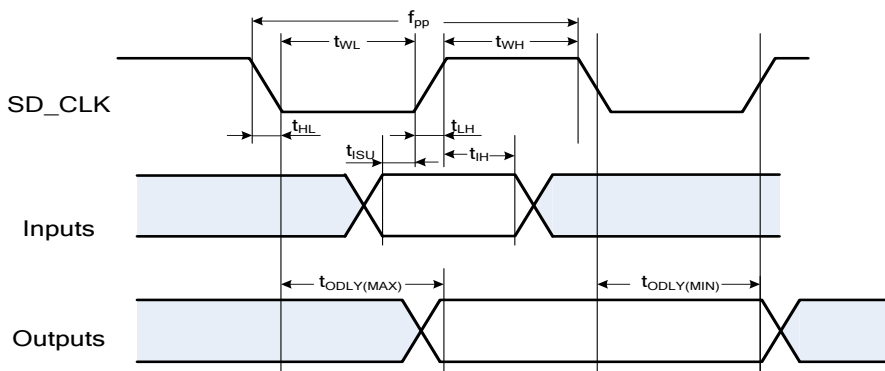 fpp
tWL
tWH
SD_CLK
tHL
tLH
tISU
tIH
Inputs
tODLY(MAX)
tODLY(MIN)
Outputs